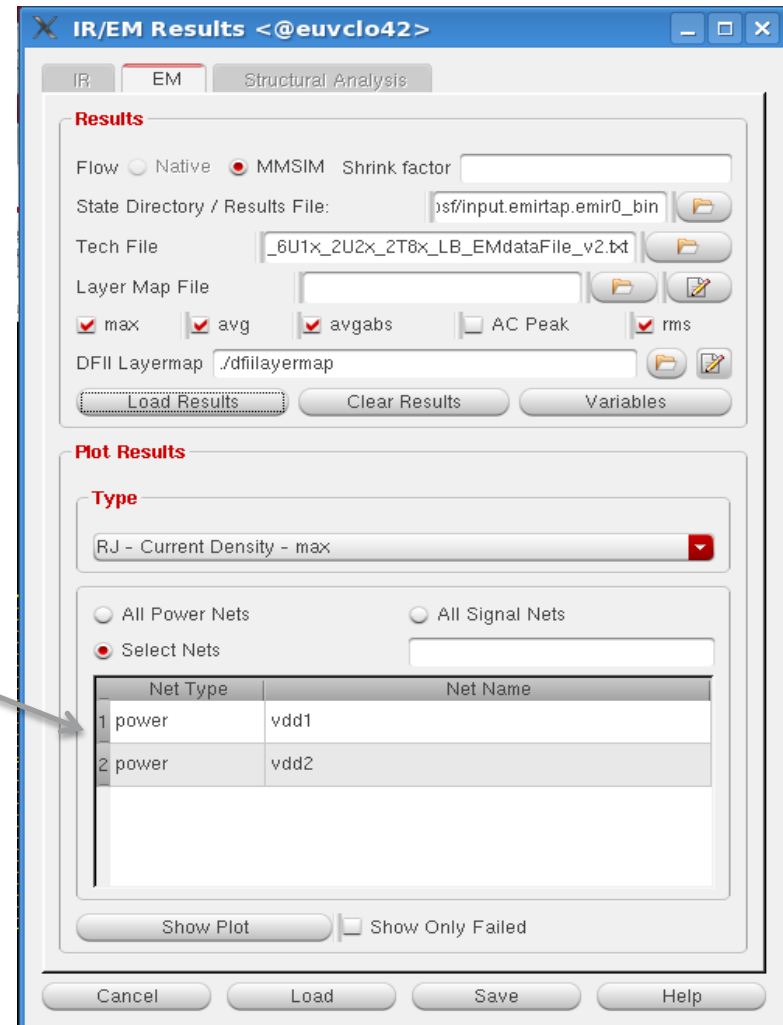 IR/EM Results <@euvclo42>
IR EM Structural Analysis
Results
Flow Native MMSIM Shrink factor
State Directory / Results File: osf/input.emirtap.emir0_bin
Tech File _6U1x_2U2x_2T8x_LB_EMdataFile_v2.txt
Layer Map File
max avg avgabs AC Peak rms
DFII Layermap ./dfiilayermap
Load Results Clear Results Variables
Plot Results
Type
RJ - Current Density - max
All Power Nets All Signal Nets
Select Nets
Net Type Net Name
1 power vdd1
2 power vdd2
Show Plot Show Only Failed
Cancel Load Save Help